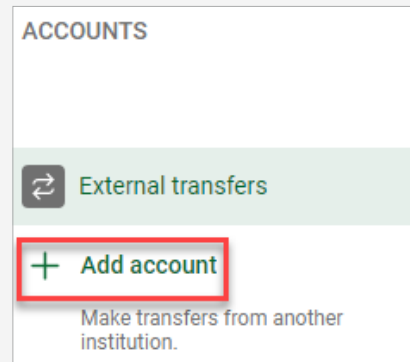 ACCOUNTS
External transfers
Add account
Make transfers from another
institution.